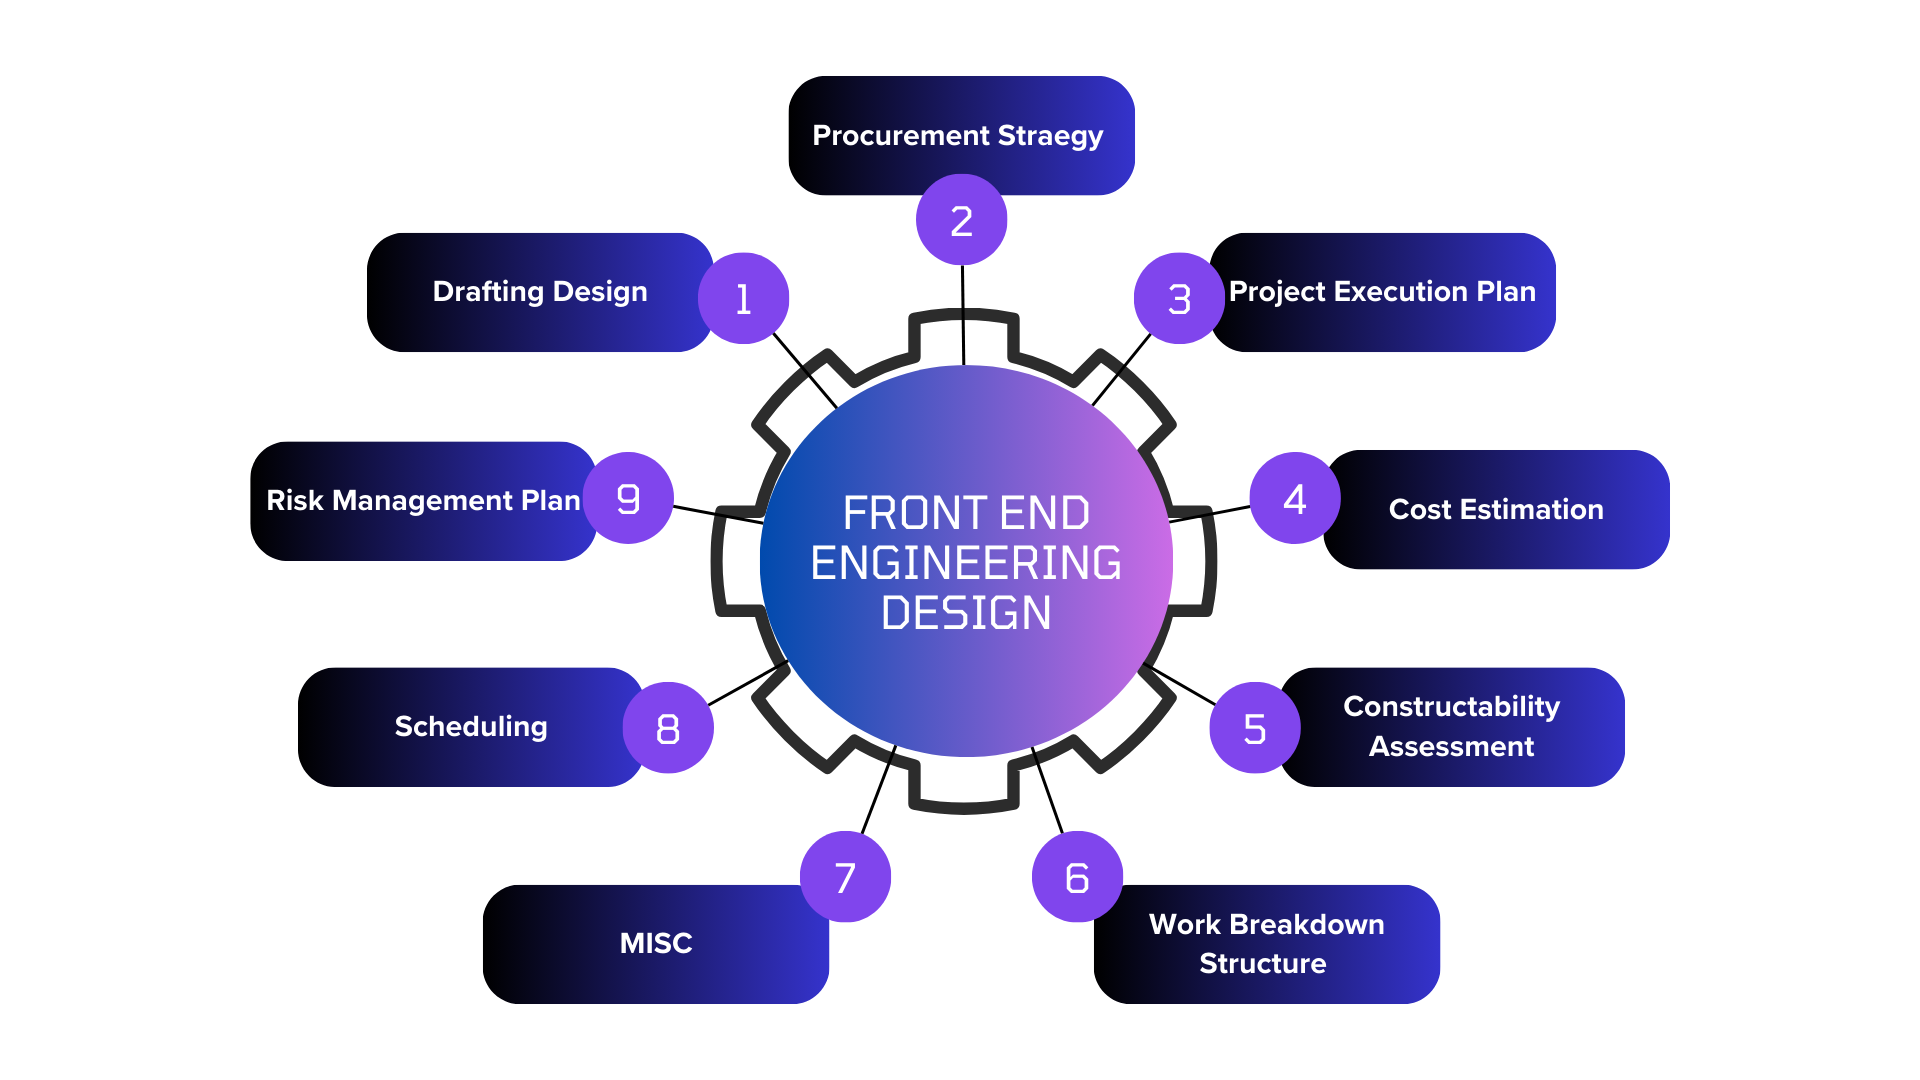 Procurement Straegy
2
Drafting Design
1
3
Project Execution Plan
Risk Management Plan
9
4
Cost Estimation
FRONT END
ENGINEERING
DESIGN
Scheduling
8
5
Constructability
Assessment
7
MISC
6
Work Breakdown
Structure